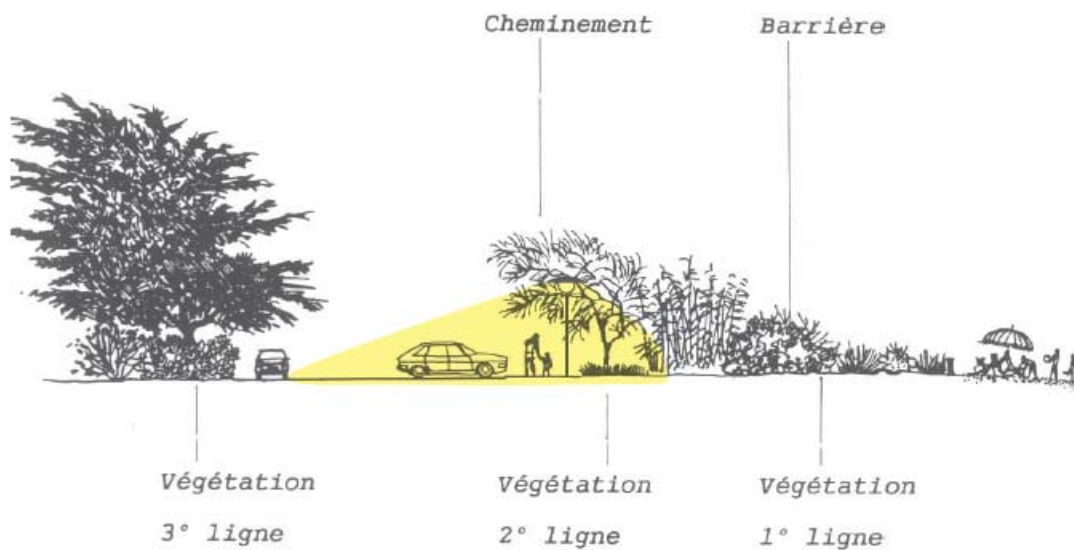 Cheminement
Barrière
Végétation
3° ligne
Végétation
2° ligne
Végétation
1° ligne